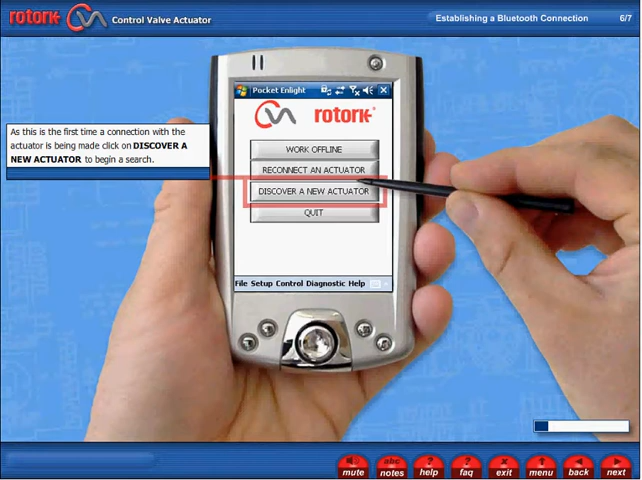 rotork Control Valve Actuator
Establishing a Bluetooth Connection 6/7
Pocket Enlight
rotork
As this is the first time a connection with the
actuator is being made click on DISCOVER A
NEW ACTUATOR to begin a search.
WORK OFFLINE
RECONNECT AN ACTUATOR
DISCOVER A NEW ACTUATOR
QUIT
File Setup Control Diagnostic Help
abc
mute notes help faq exit menu back next